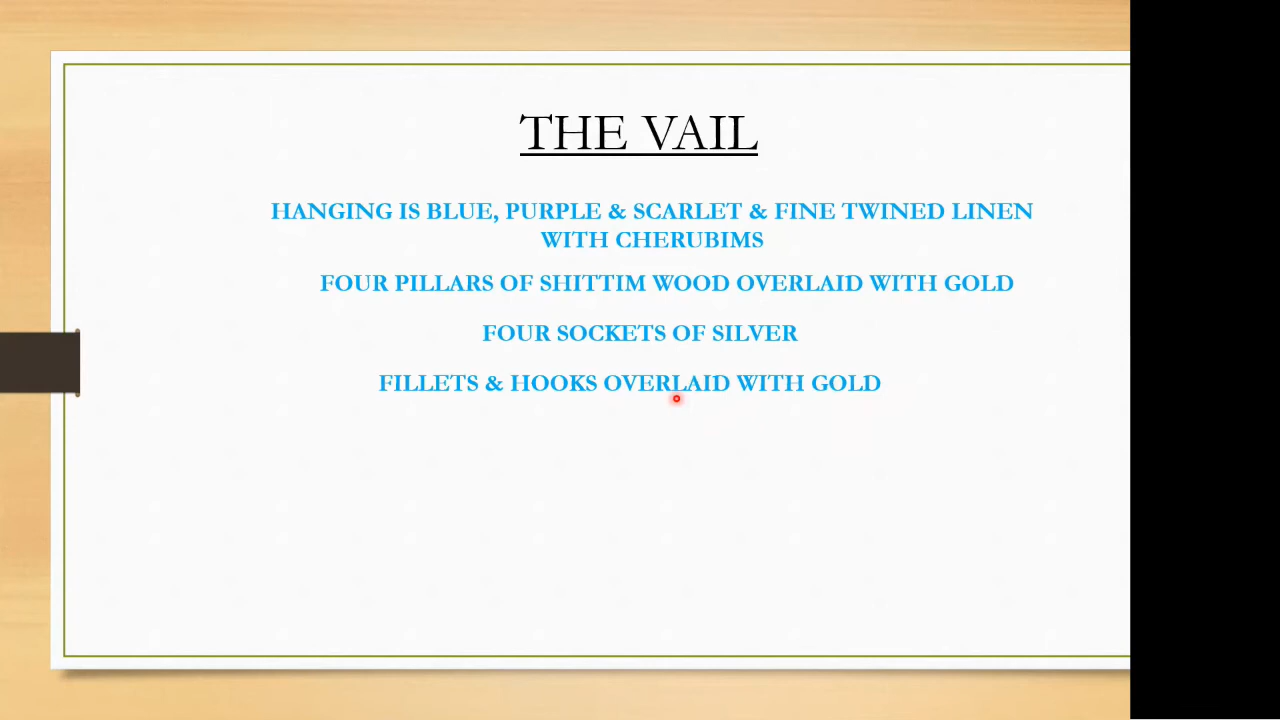 THE VAIL
HANGING IS BLUE, PURPLE & SCARLET & FINE TWINED LINEN
WITH CHERUBIMS
FOUR PILLARS OF SHITTIM WOOD OVERLAID WITH GOLD
FOUR SOCKETS OF SILVER
FILLETS & HOOKS OVERLAID WITH GOLD